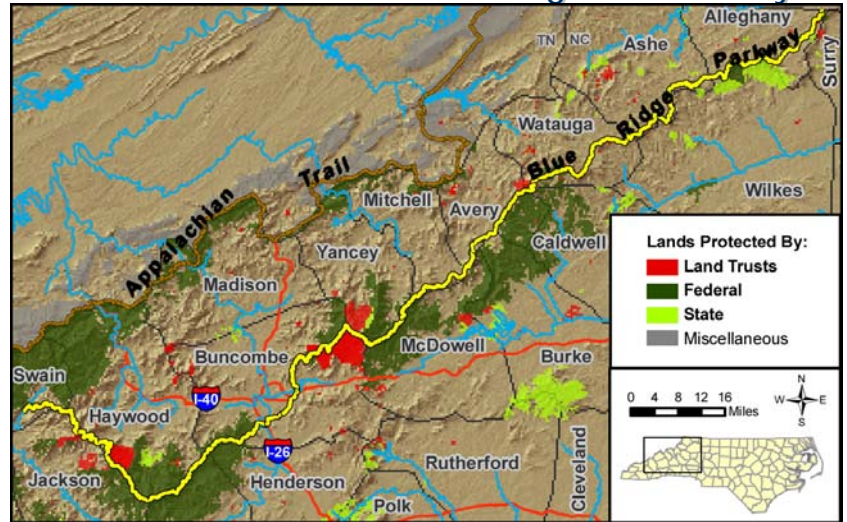 Alleghany
TN NC
Ashe
Surry
Blue Ridge Parkway
Watauga
Wilkes
Appalachian Trail
Mitchell
Avery
Caldwell
Yancey
Madison
Buncombe
McDowell
Burke
Swain
Haywood
I-40
I-26
Jackson
Henderson
Rutherford
Cleveland
Polk
Lands Protected By:
Land Trusts
Federal
State
Miscellaneous
0 4 8 12 16
Miles
N
W E
S